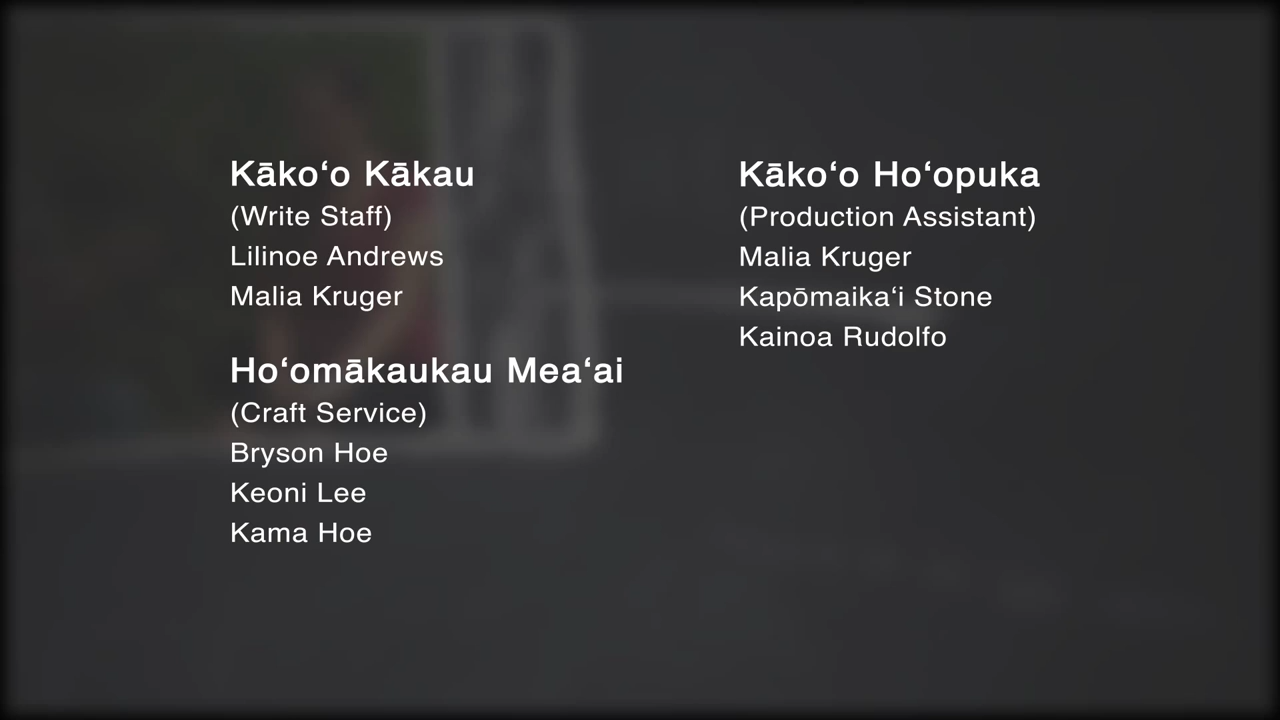 Kākoʻo Kākau
(Write Staff)
Lilinoe Andrews
Malia Kruger
Hoʻomākaukau Meaʻai
(Craft Service)
Bryson Hoe
Keoni Lee
Kama Hoe
Kākoʻo Hoʻopuka
(Production Assistant)
Malia Kruger
Kapōmaikaʻi Stone
Kainoa Rudolfo